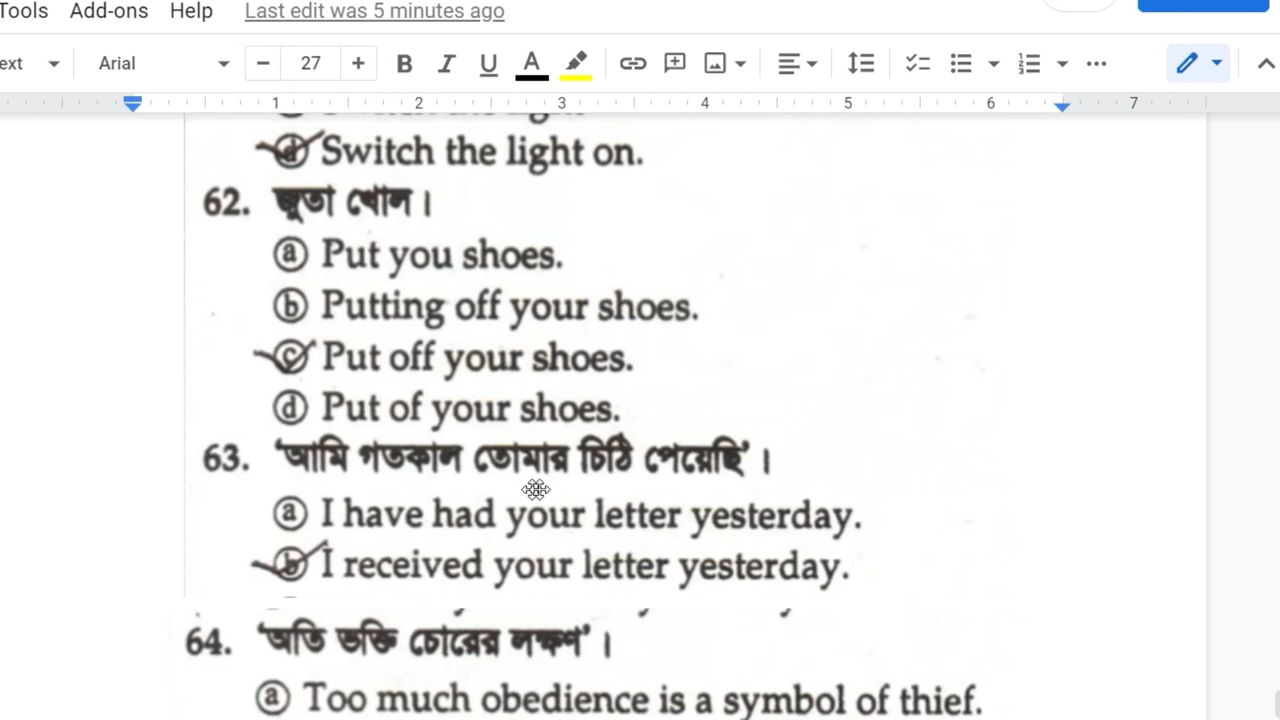 Tools Add-ons Help Last edit was 5 minutes ago
ext Arial 27 B I U A
1 2 3 4 5 6 7
ⓓ Switch the light on.
62. জুতা খোল।
ⓐ Put you shoes.
ⓑ Putting off your shoes.
ⓒ Put off your shoes.
ⓓ Put of your shoes.
63. ‘আমি গতকাল তোমার চিঠি পেয়েছি’।
ⓐ I have had your letter yesterday.
ⓑ I received your letter yesterday.
64. ‘অতি ভক্তি চোরের লক্ষণ’।
ⓐ Too much obedience is a symbol of thief.